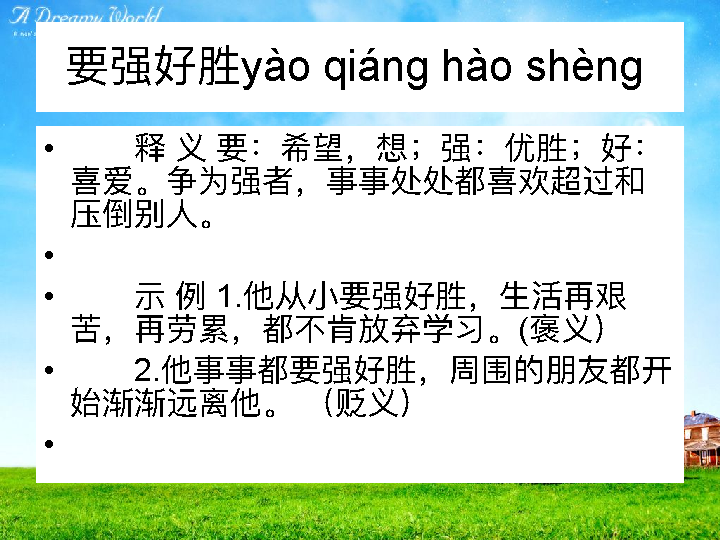 A Dreamy World
要强好胜yào qiáng hào shèng
• 释 义 要：希望，想；强：优胜；好：
喜爱。争为强者，事事处处都喜欢超过和
压倒别人。
•
• 示 例 1.他从小要强好胜，生活再艰
苦，再劳累，都不肯放弃学习。(褒义）
• 2.他事事都要强好胜，周围的朋友都开
始渐渐远离他。 （贬义）
•